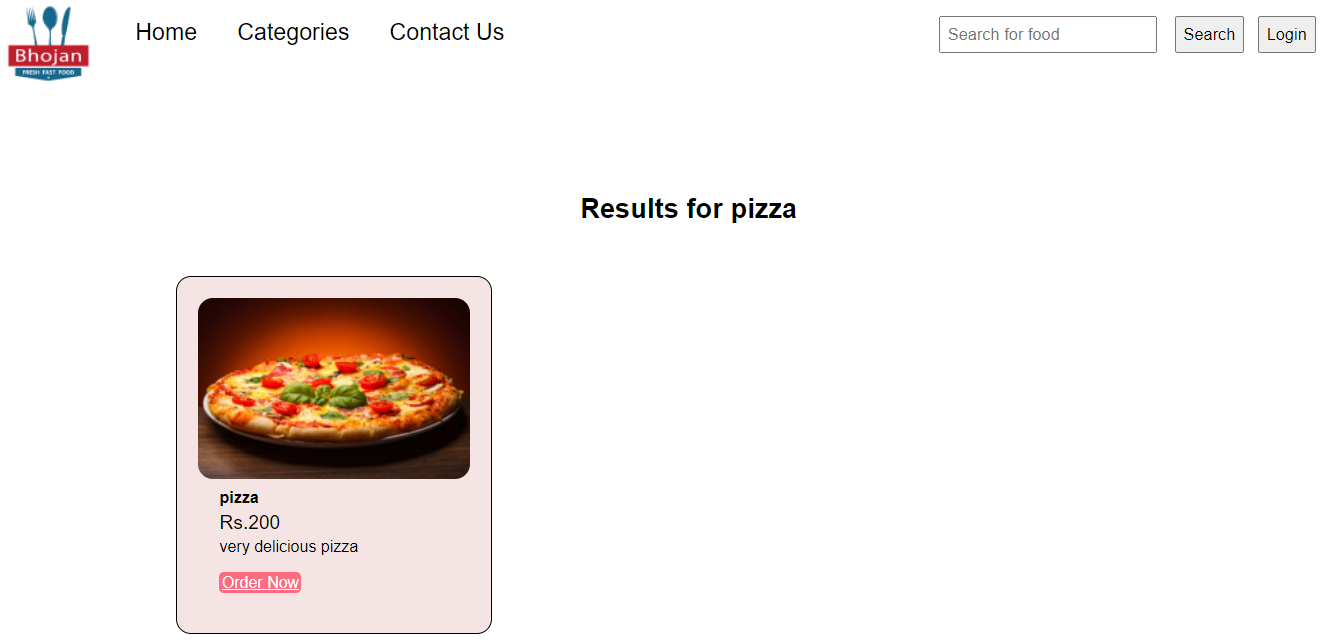 Bhojan
FRESH FAST FOOD
Home Categories Contact Us Search for food Search Login
Results for pizza
pizza
Rs.200
very delicious pizza
Order Now